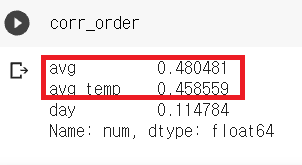 corr_order
avg 0.480481
avg_temp 0.458559
day 0.114784
Name: num, dtype: float64